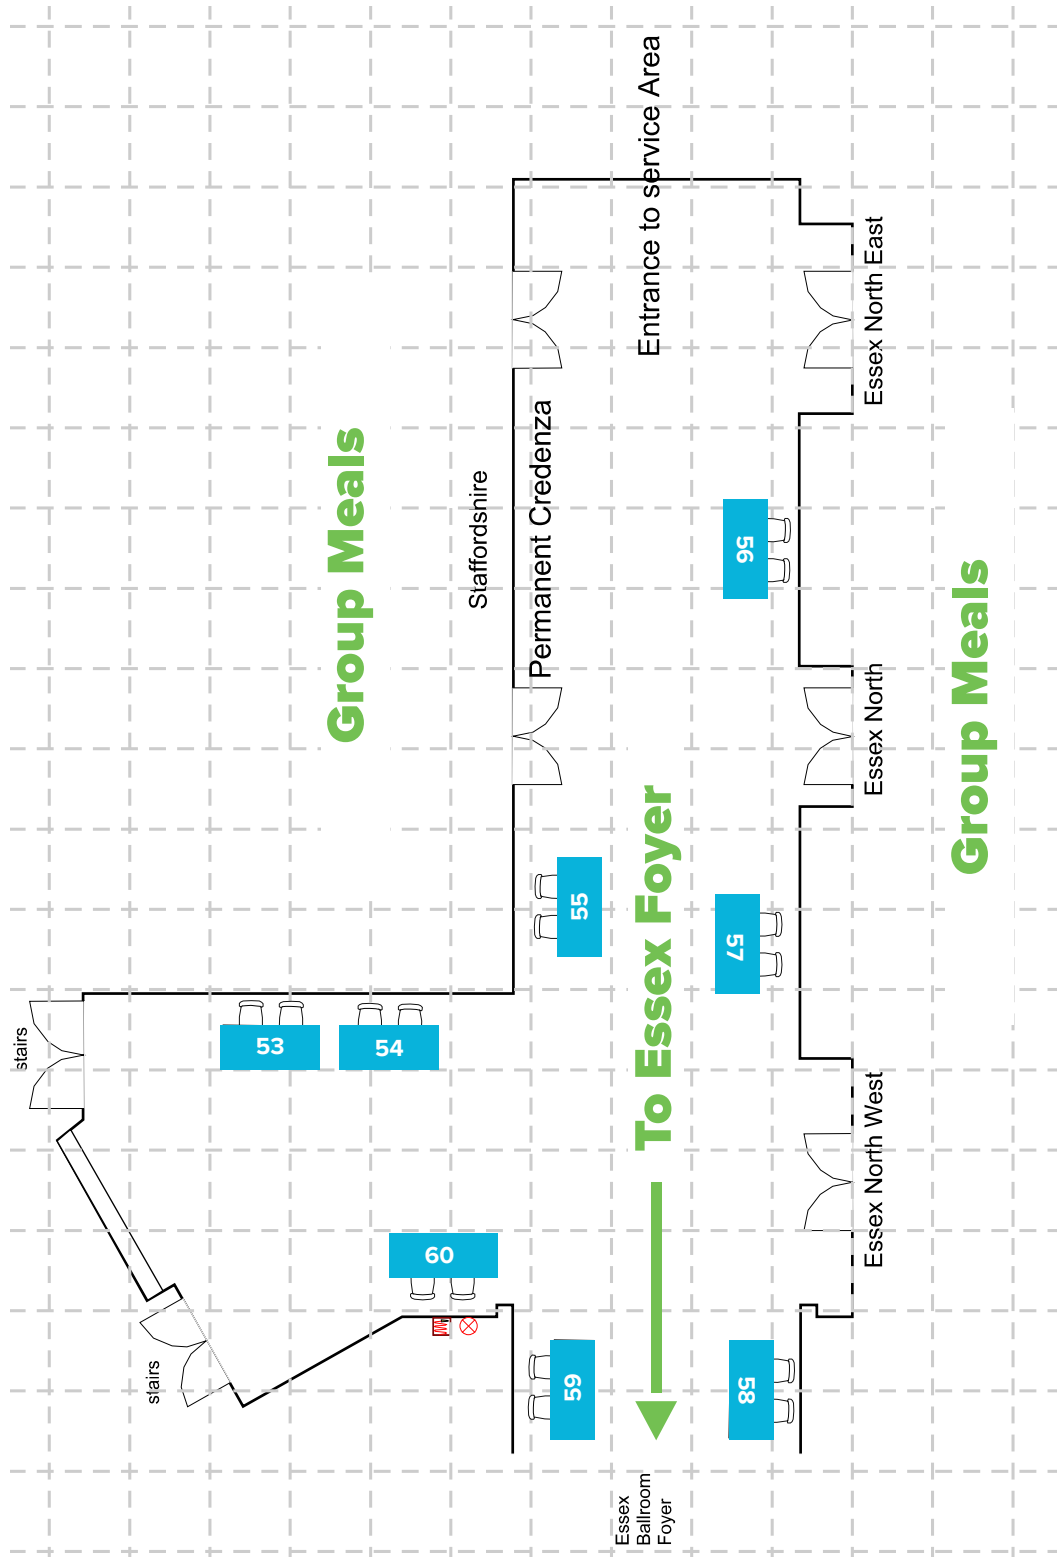 Entrance to service Area
Essex North East
Permanent Credenza
Staffordshire
Group Meals
56
Group Meals
Essex North
To Essex Foyer
55
57
53
54
stairs
Essex North West
60
stairs
59
58
Essex
Ballroom
Foyer